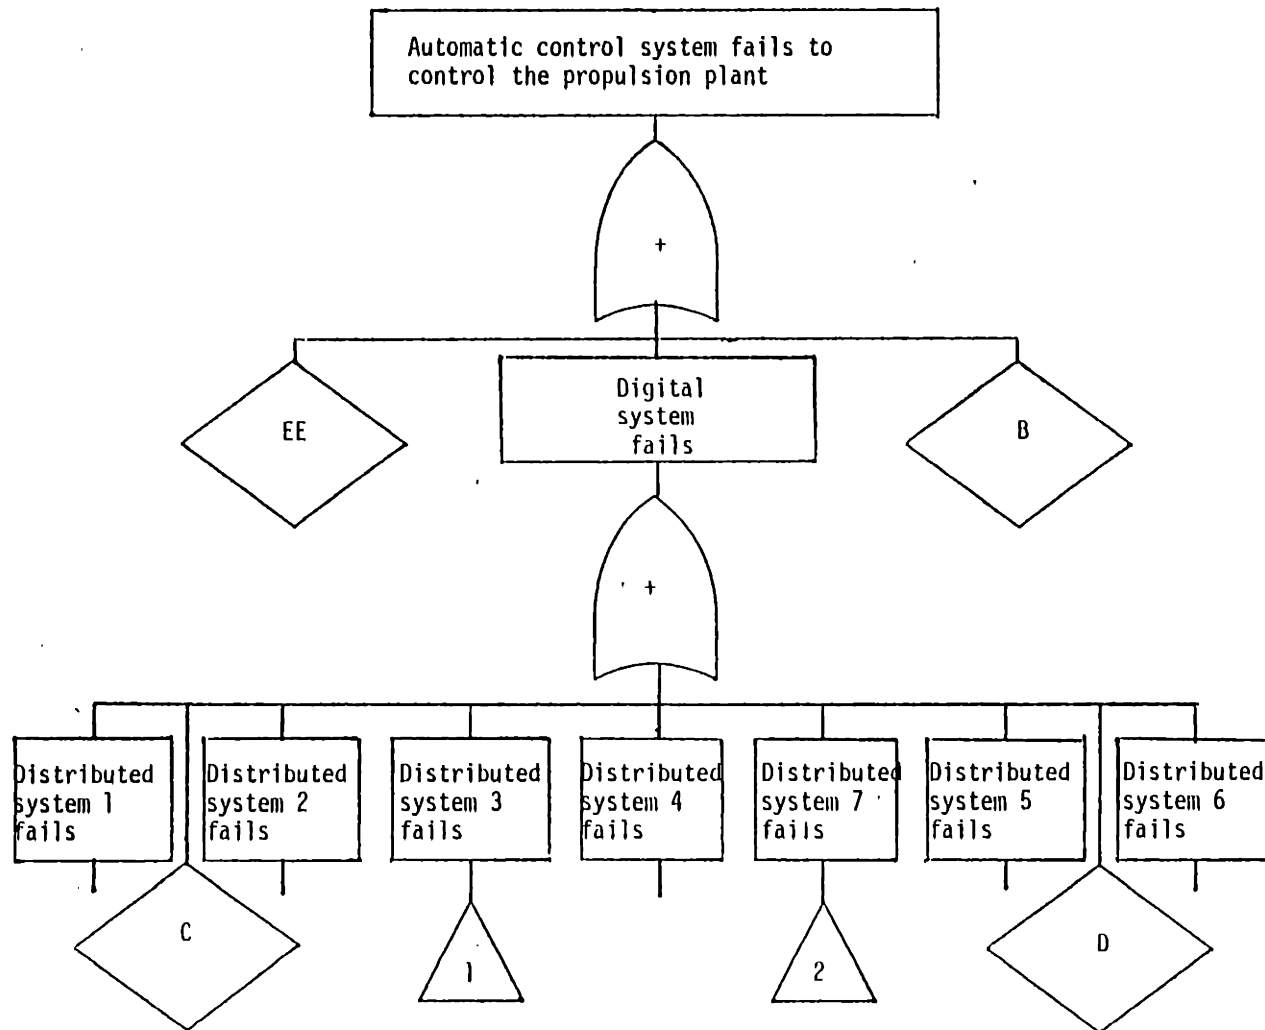 Automatic control system fails to
control the propulsion plant
+
EE
Digital
system
fails
B
+
Distributed
system 1
fails
Distributed
system 2
fails
Distributed
system 3
fails
Distributed
system 4
fails
Distributed
system 7
fails
Distributed
system 5
fails
Distributed
system 6
fails
C
1
2
D